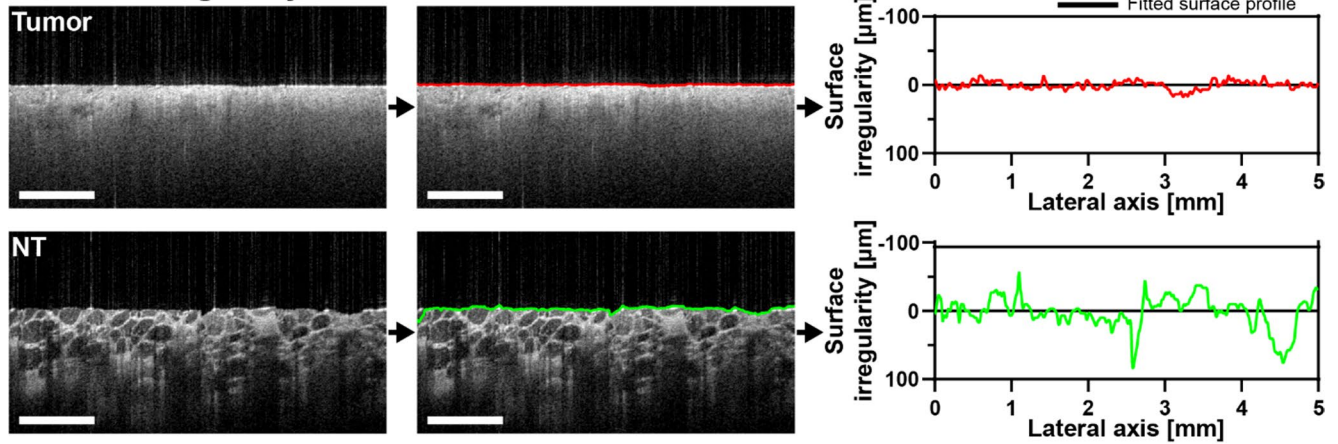 Fitted surface profile
Tumor
Surface
irregularity [µm]
-100
0
100
0 1 2 3 4 5
Lateral axis [mm]
NT
Surface
irregularity [µm]
-100
0
100
0 1 2 3 4 5
Lateral axis [mm]